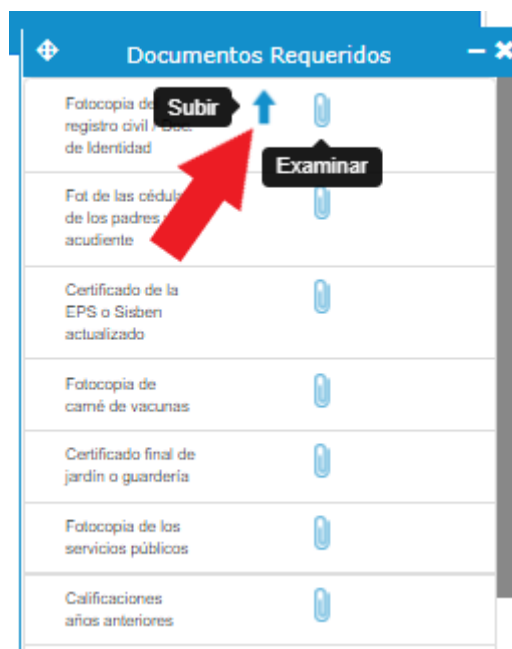 Documentos Requeridos
Fotocopia de
registro civil /
de Identidad
Subir
Examinar
Fot de las
de los padres
acudiente
Certificado de la
EPS o Sisben
actualizado
Fotocopia de
carné de vacunas
Certificado final de
jardín o guardería
Fotocopia de los
servicios públicos
Calificaciones
años anteriores